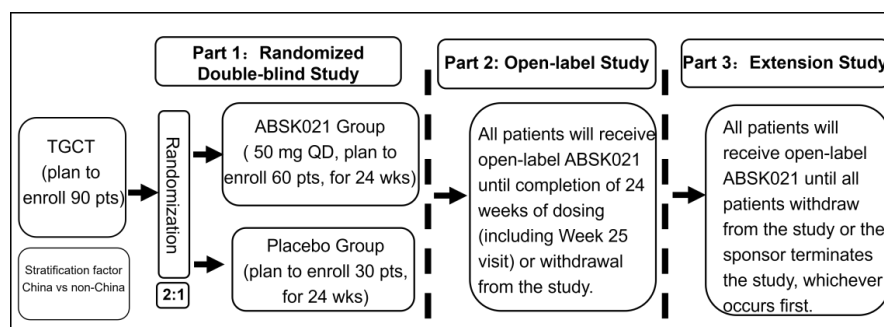 Part 1：Randomized
Double-blind Study
Part 2: Open-label Study
Part 3：Extension Study
TGCT
(plan to
enroll 90 pts)
Stratification factor
China vs non-China
Randomization
2:1
ABSK021 Group
( 50 mg QD, plan to
enroll 60 pts, for 24 wks)
Placebo Group
(plan to enroll 30 pts,
for 24 wks)
All patients will receive
open-label ABSK021
until completion of 24
weeks of dosing
(including Week 25
visit) or withdrawal
from the study.
All patients will
receive open-label
ABSK021 until all
patients withdraw
from the study or the
sponsor terminates
the study, whichever
occurs first.